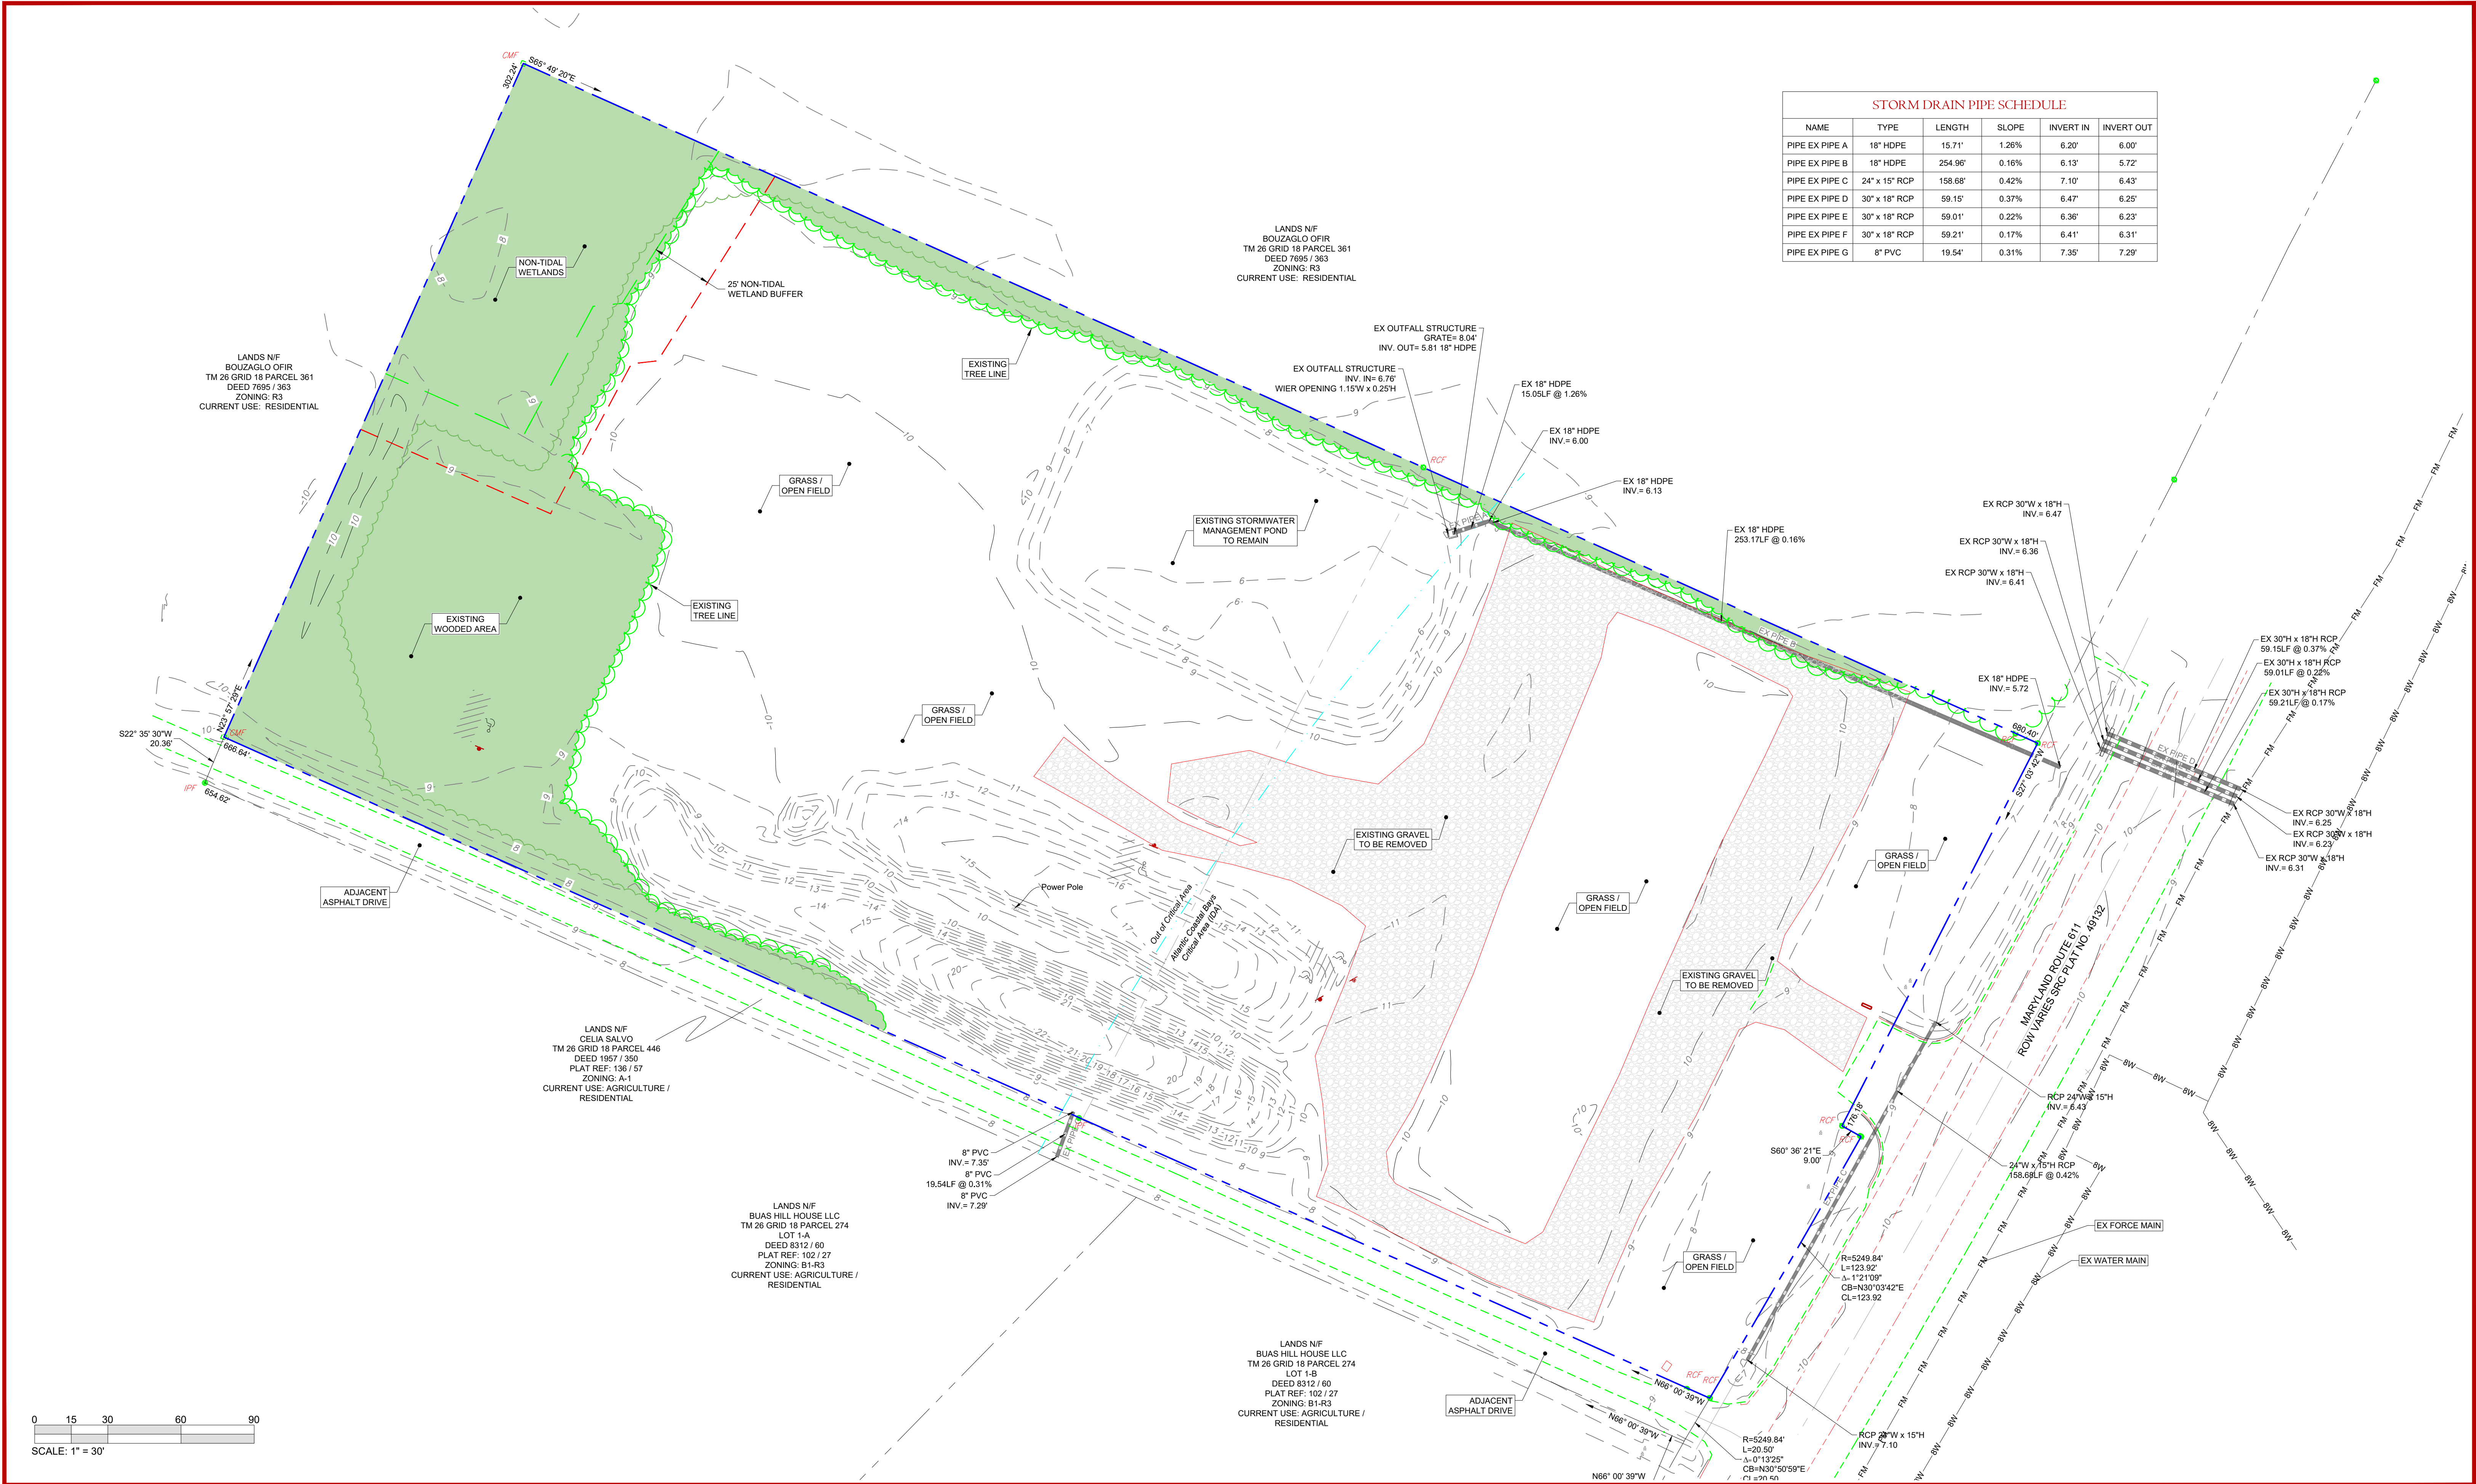 CMF
S65° 49' 20"E
302.24'
STORM DRAIN PIPE SCHEDULE
NAME TYPE LENGTH SLOPE INVERT IN INVERT OUT
PIPE EX PIPE A 18" HDPE 15.71' 1.26% 6.20' 6.00'
PIPE EX PIPE B 18" HDPE 254.96' 0.16% 6.13' 5.72'
PIPE EX PIPE C 24" x 15" RCP 158.68' 0.42% 7.10' 6.43'
PIPE EX PIPE D 30" x 18" RCP 59.15' 0.37% 6.47' 6.25'
PIPE EX PIPE E 30" x 18" RCP 59.01' 0.22% 6.36' 6.23'
PIPE EX PIPE F 30" x 18" RCP 59.21' 0.17% 6.41' 6.31'
PIPE EX PIPE G 8" PVC 19.54' 0.31% 7.35' 7.29'
LANDS N/F
BOUZAGLO OFIR
TM 26 GRID 18 PARCEL 361
DEED 7695 / 363
ZONING: R3
CURRENT USE: RESIDENTIAL
NON-TIDAL
WETLANDS
25' NON-TIDAL
WETLAND BUFFER
EXISTING
TREE LINE
EX OUTFALL STRUCTURE
GRATE= 8.04'
INV. OUT= 5.81 18" HDPE
EX OUTFALL STRUCTURE
INV. IN= 6.76'
WIER OPENING 1.15'W x 0.25'H
EX 18" HDPE
15.05LF @ 1.26%
EX 18" HDPE
INV.= 6.00
EX 18" HDPE
INV.= 6.13
RCF
EX PIPE A
LANDS N/F
BOUZAGLO OFIR
TM 26 GRID 18 PARCEL 361
DEED 7695 / 363
ZONING: R3
CURRENT USE: RESIDENTIAL
GRASS /
OPEN FIELD
EXISTING STORMWATER
MANAGEMENT POND
TO REMAIN
EX 18" HDPE
253.17LF @ 0.16%
EX RCP 30"W x 18"H
INV.= 6.47
EX RCP 30"W x 18"H
INV.= 6.36
EX RCP 30"W x 18"H
INV.= 6.41
EXISTING
WOODED AREA
EXISTING
TREE LINE
EX PIPE B
EX 30"H x 18"H RCP
59.15LF @ 0.37%
EX 30"H x 18"H RCP
59.01LF @ 0.22%
EX 30"H x 18"H RCP
59.21LF @ 0.17%
EX 18" HDPE
INV.= 5.72
N23° 57' 29"E
S22° 35' 30"W
20.36'
CMF
666.64'
IPF
654.62'
GRASS /
OPEN FIELD
680.40'
RCF
S27° 03' 42"W
EX PIPE D
EX RCP 30"W x 18"H
INV.= 6.25
EX RCP 30"W x 18"H
INV.= 6.23
EX RCP 30"W x 18"H
INV.= 6.31
EXISTING GRAVEL
TO BE REMOVED
GRASS /
OPEN FIELD
ADJACENT
ASPHALT DRIVE
Power Pole
Out of Critical Area
Atlantic Coastal Bays
Critical Area (IDA)
GRASS /
OPEN FIELD
EXISTING GRAVEL
TO BE REMOVED
MARYLAND ROUTE 611
ROW VARIES SRC PLAT NO. 49132
LANDS N/F
CELIA SALVO
TM 26 GRID 18 PARCEL 446
DEED 1957 / 350
PLAT REF: 136 / 57
ZONING: A-1
CURRENT USE: AGRICULTURE /
RESIDENTIAL
RCP 24"W x 15"H
INV.= 6.43
RCF
176.18'
RCF
S60° 36' 21"E
9.00'
8" PVC
INV.= 7.35'
8" PVC
19.54LF @ 0.31%
8" PVC
INV.= 7.29'
24"W x 15"H RCP
158.68LF @ 0.42%
EX PIPE C
LANDS N/F
BUAS HILL HOUSE LLC
TM 26 GRID 18 PARCEL 274
LOT 1-A
DEED 8312 / 60
PLAT REF: 102 / 27
ZONING: B1-R3
CURRENT USE: AGRICULTURE /
RESIDENTIAL
EX FORCE MAIN
EX WATER MAIN
GRASS /
OPEN FIELD
R=5249.84'
L=123.92'
Δ=1°21'09"
CB=N30°03'42"E
CL=123.92
LANDS N/F
BUAS HILL HOUSE LLC
TM 26 GRID 18 PARCEL 274
LOT 1-B
DEED 8312 / 60
PLAT REF: 102 / 27
ZONING: B1-R3
CURRENT USE: AGRICULTURE /
RESIDENTIAL
RCF RCF
N66° 00' 39"W
ADJACENT
ASPHALT DRIVE
N66° 00' 39"W
RCP 24"W x 15"H
INV.= 7.10
R=5249.84'
L=20.50'
Δ=0°13'25"
CB=N30°50'59"E
CL=20.50
N66° 00' 39"W
0 15 30 60 90
SCALE: 1" = 30'